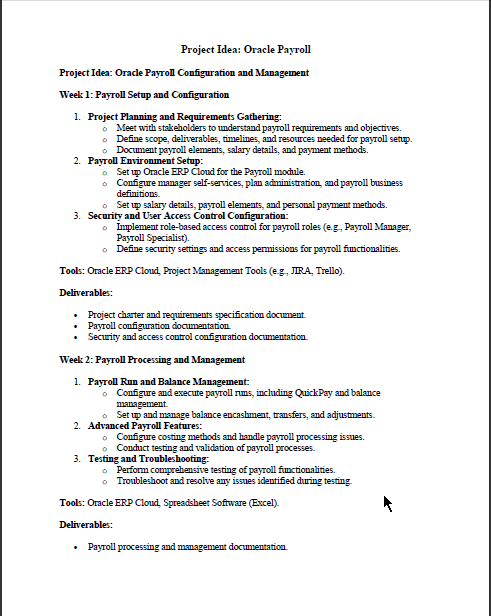 Project Idea: Oracle Payroll
Project Idea: Oracle Payroll Configuration and Management
Week 1: Payroll Setup and Configuration
1. Project Planning and Requirements Gathering:
o Meet with stakeholders to understand payroll requirements and objectives.
o Define scope, deliverables, timelines, and resources needed for payroll setup.
o Document payroll elements, salary details, and payment methods.
2. Payroll Environment Setup:
o Set up Oracle ERP Cloud for the Payroll module.
o Configure manager self-services, plan administration, and payroll business
definitions.
o Set up salary details, payroll elements, and personal payment methods.
3. Security and User Access Control Configuration:
o Implement role-based access control for payroll roles (e.g., Payroll Manager,
Payroll Specialist).
o Define security settings and access permissions for payroll functionalities.
Tools: Oracle ERP Cloud, Project Management Tools (e.g., JIRA, Trello).
Deliverables:
• Project charter and requirements specification document.
• Payroll configuration documentation.
• Security and access control configuration documentation.
Week 2: Payroll Processing and Management
1. Payroll Run and Balance Management:
o Configure and execute payroll runs, including QuickPay and balance
management.
o Set up and manage balance encashment, transfers, and adjustments.
2. Advanced Payroll Features:
o Configure costing methods and handle payroll processing issues.
o Conduct testing and validation of payroll processes.
3. Testing and Troubleshooting:
o Perform comprehensive testing of payroll functionalities.
o Troubleshoot and resolve any issues identified during testing.
Tools: Oracle ERP Cloud, Spreadsheet Software (Excel).
Deliverables:
• Payroll processing and management documentation.